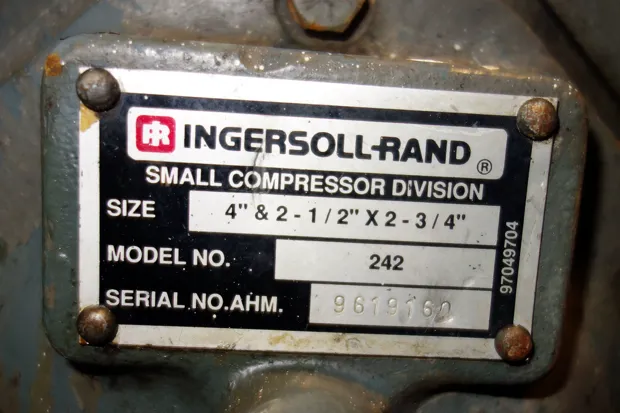 IR INGERSOLL-RAND ®
SMALL COMPRESSOR DIVISION
SIZE 4" & 2-1/2" X 2-3/4"
MODEL NO. 242
SERIAL NO. AHM. 9619160
97049704